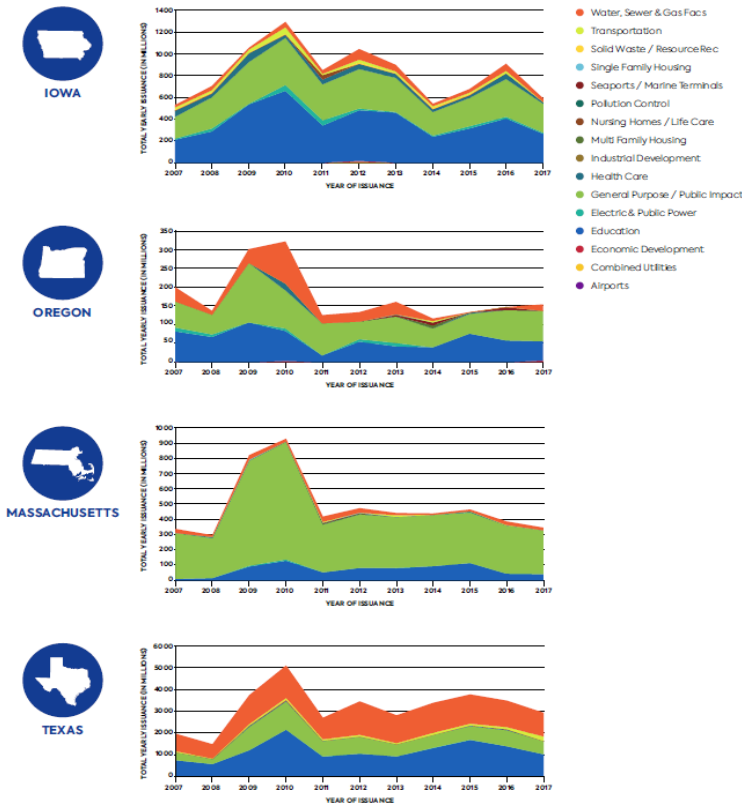 IOWA
TOTAL YEARLY ISSUANCE (IN MILLIONS)
1400
1200
1000
800
600
400
200
0
2007 2008 2009 2010 2011 2012 2013 2014 2015 2016 2017
YEAR OF ISSUANCE
Water, Sewer & Gas Facs
Transportation
Solid Waste / Resource Rec
Single Family Housing
Seaports / Marine Terminals
Pollution Control
Nursing Homes / Life Care
Multi Family Housing
Industrial Development
Health Care
General Purpose / Public Impact
Electric & Public Power
Education
Economic Development
Combined Utilities
Airports
OREGON
TOTAL YEARLY ISSUANCE (IN MILLIONS)
350
300
250
200
150
100
50
0
2007 2008 2009 2010 2011 2012 2013 2014 2015 2016 2017
YEAR OF ISSUANCE
MASSACHUSETTS
TOTAL YEARLY ISSUANCE (IN MILLIONS)
1000
900
800
700
600
500
400
300
200
100
0
2007 2008 2009 2010 2011 2012 2013 2014 2015 2016 2017
YEAR OF ISSUANCE
TEXAS
TOTAL YEARLY ISSUANCE (IN MILLIONS)
6000
5000
4000
3000
2000
1000
0
2007 2008 2009 2010 2011 2012 2013 2014 2015 2016 2017
YEAR OF ISSUANCE